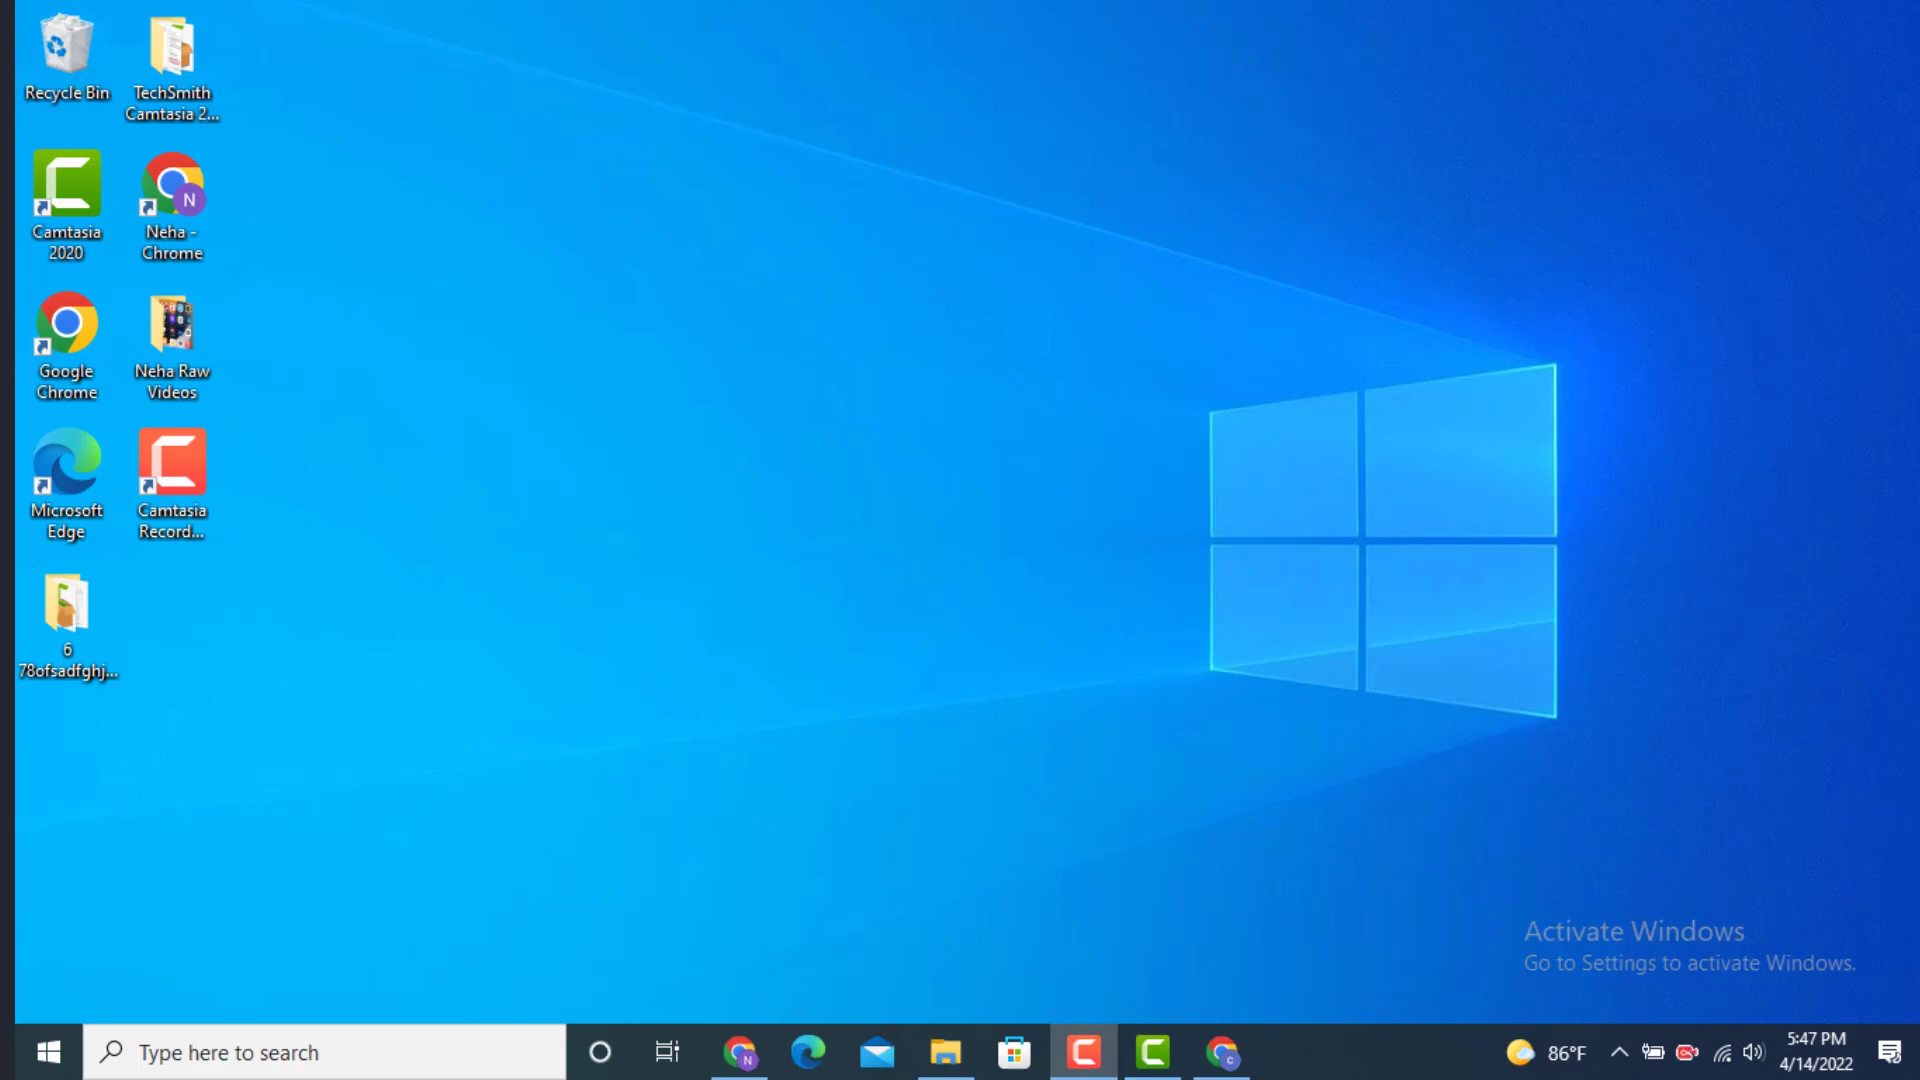 Recycle Bin
TechSmith
Camtasia 2...
Camtasia
2020
N
Neha -
Chrome
Google
Chrome
Neha Raw
Videos
Microsoft
Edge
Camtasia
Record...
6
78ofsadfghj...
Activate Windows
Go to Settings to activate Windows.
Type here to search
N
C
86°F
5:47 PM
4/14/2022